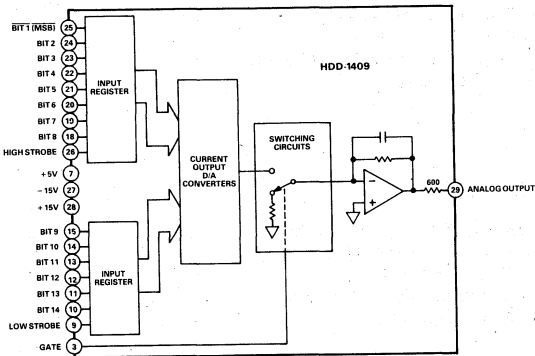 BIT 1 (MSB) 25
BIT 2 24
BIT 3 23
BIT 4 22
BIT 5 21
BIT 6 20
BIT 7 19
BIT 8 18
HIGH STROBE 26
+5V 7
-15V 27
+15V 28
BIT 9 15
BIT 10 14
BIT 11 13
BIT 12 12
BIT 13 11
BIT 14 10
LOW STROBE 9
GATE 3
INPUT
REGISTER
INPUT
REGISTER
CURRENT
OUTPUT
D/A
CONVERTERS
HDD-1409
SWITCHING
CIRCUITS
-
+
600
29 ANALOG OUTPUT